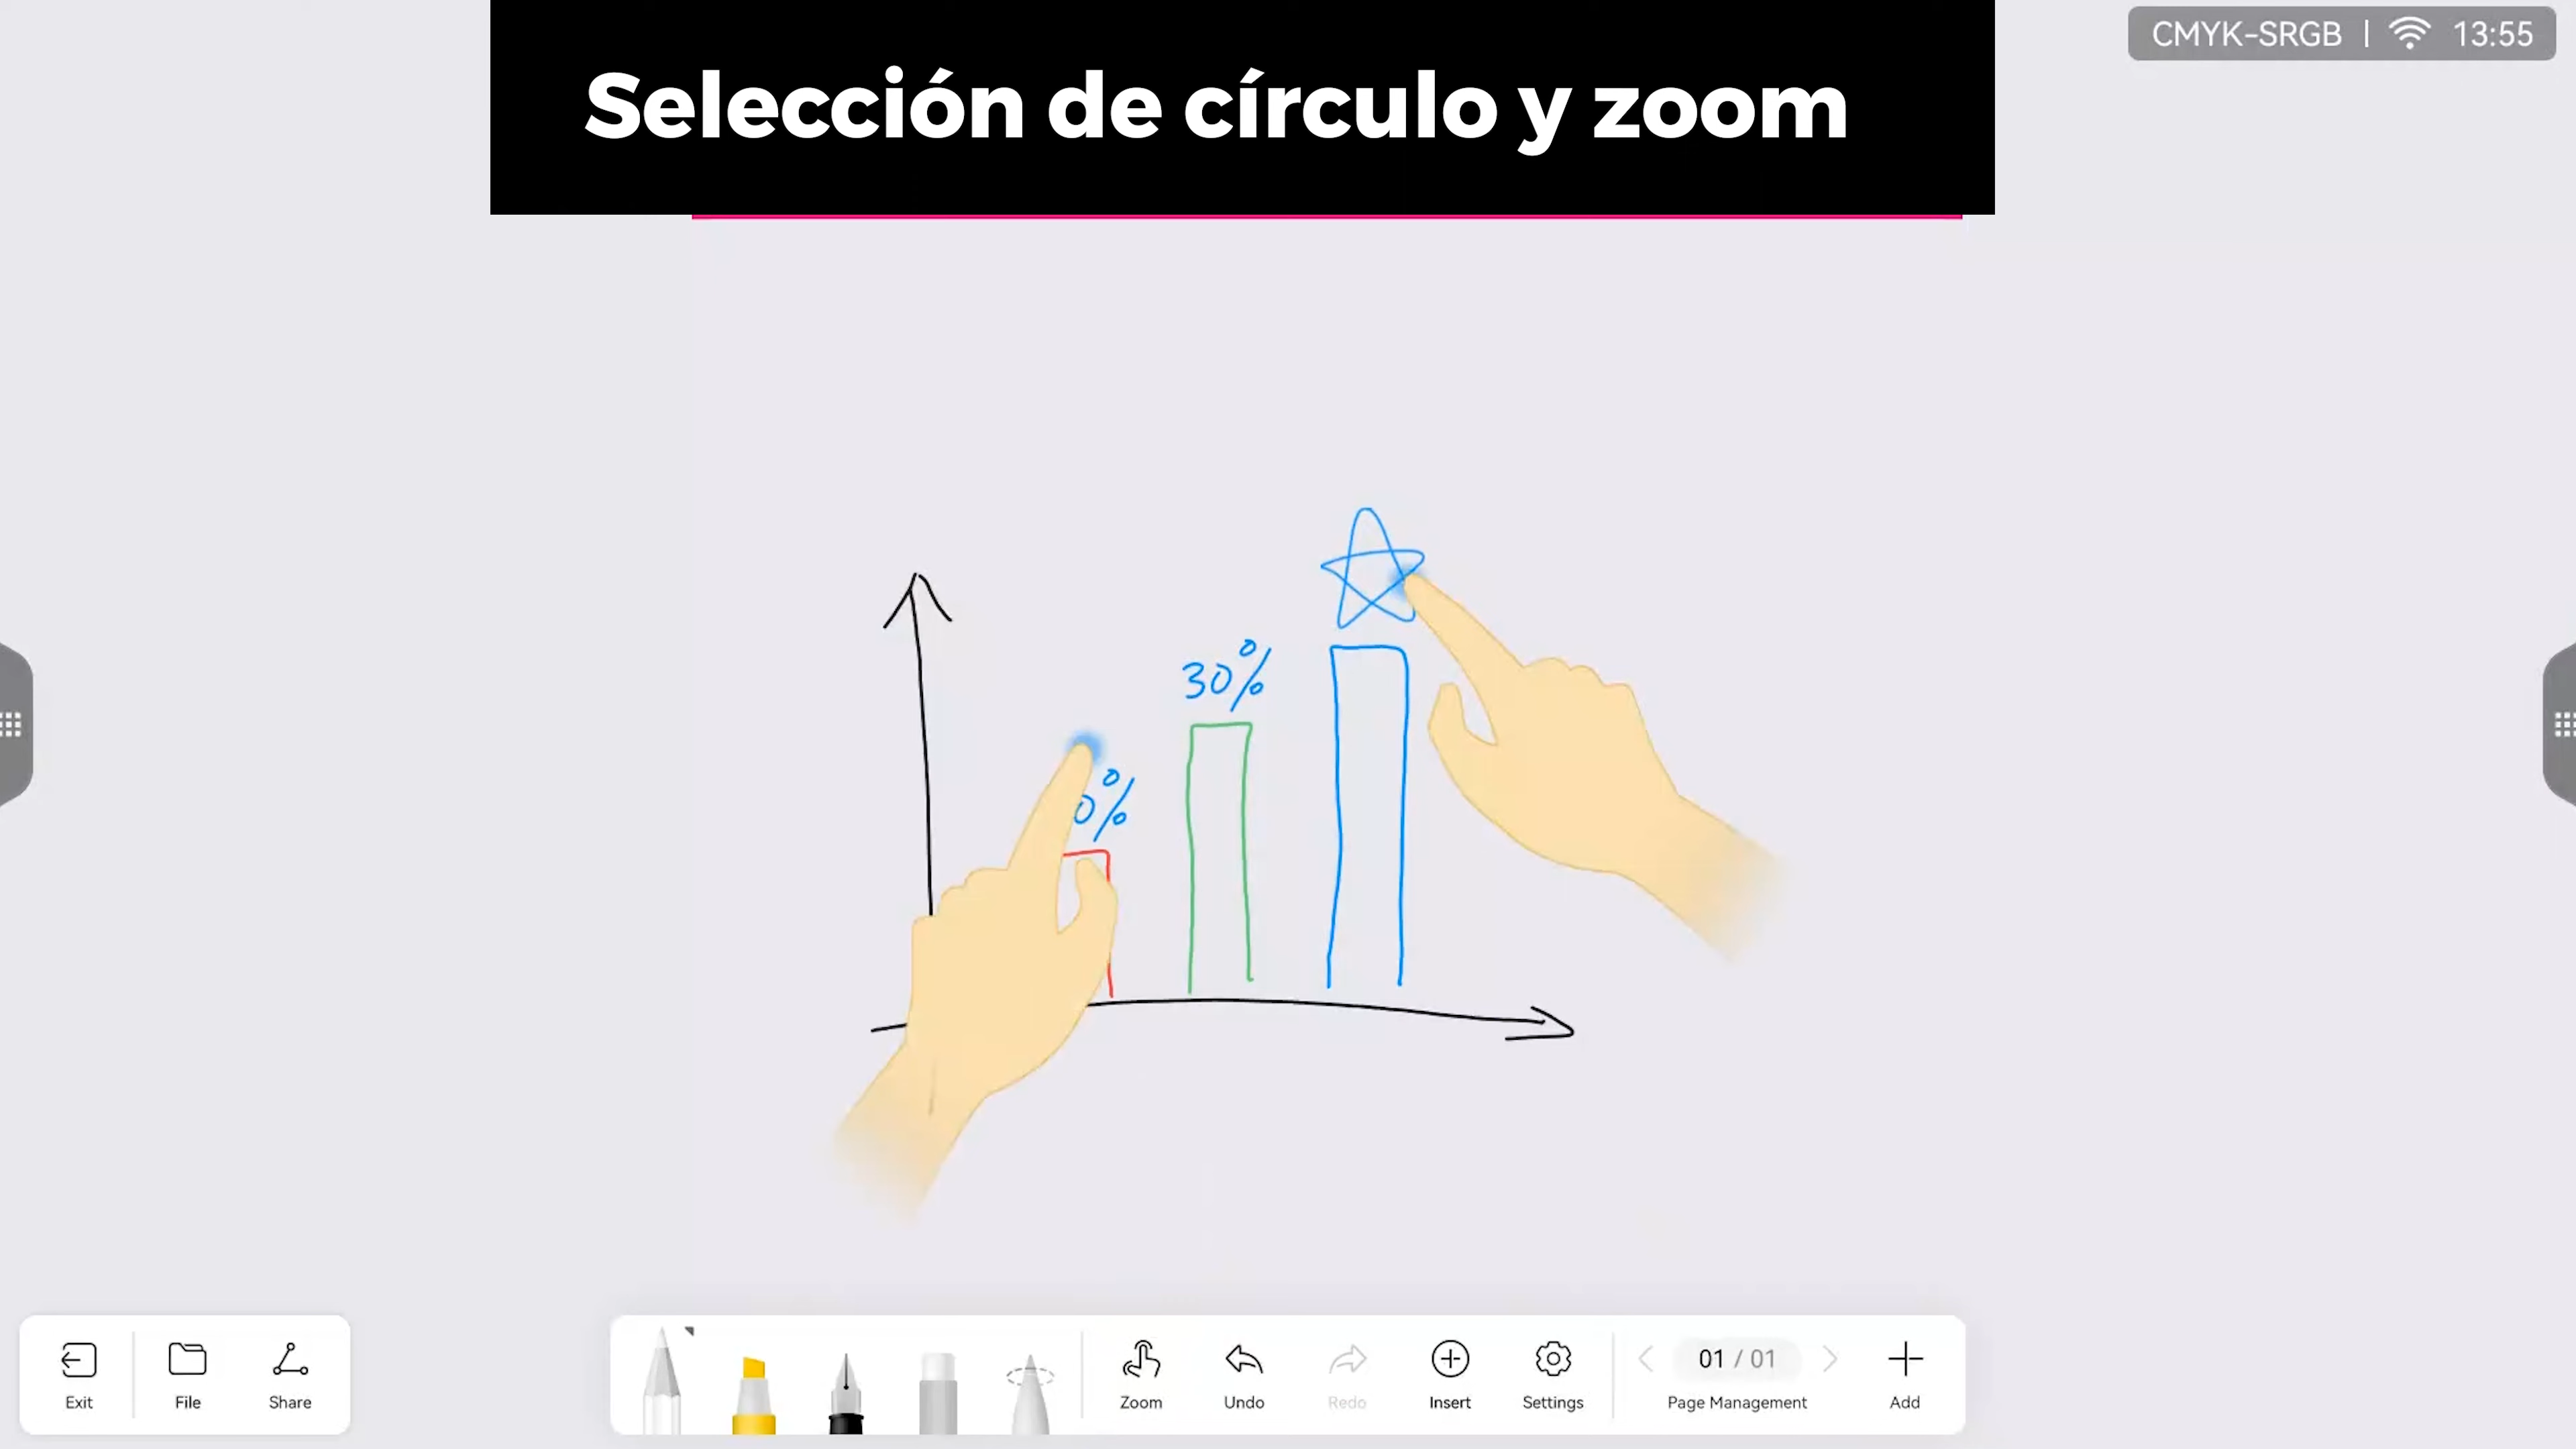 Selección de círculo y zoom
CMYK-SRGB | 13:55
30%
0%
Exit
File
Share
Zoom
Undo
Redo
Insert
Settings
01 / 01
Page Management
Add